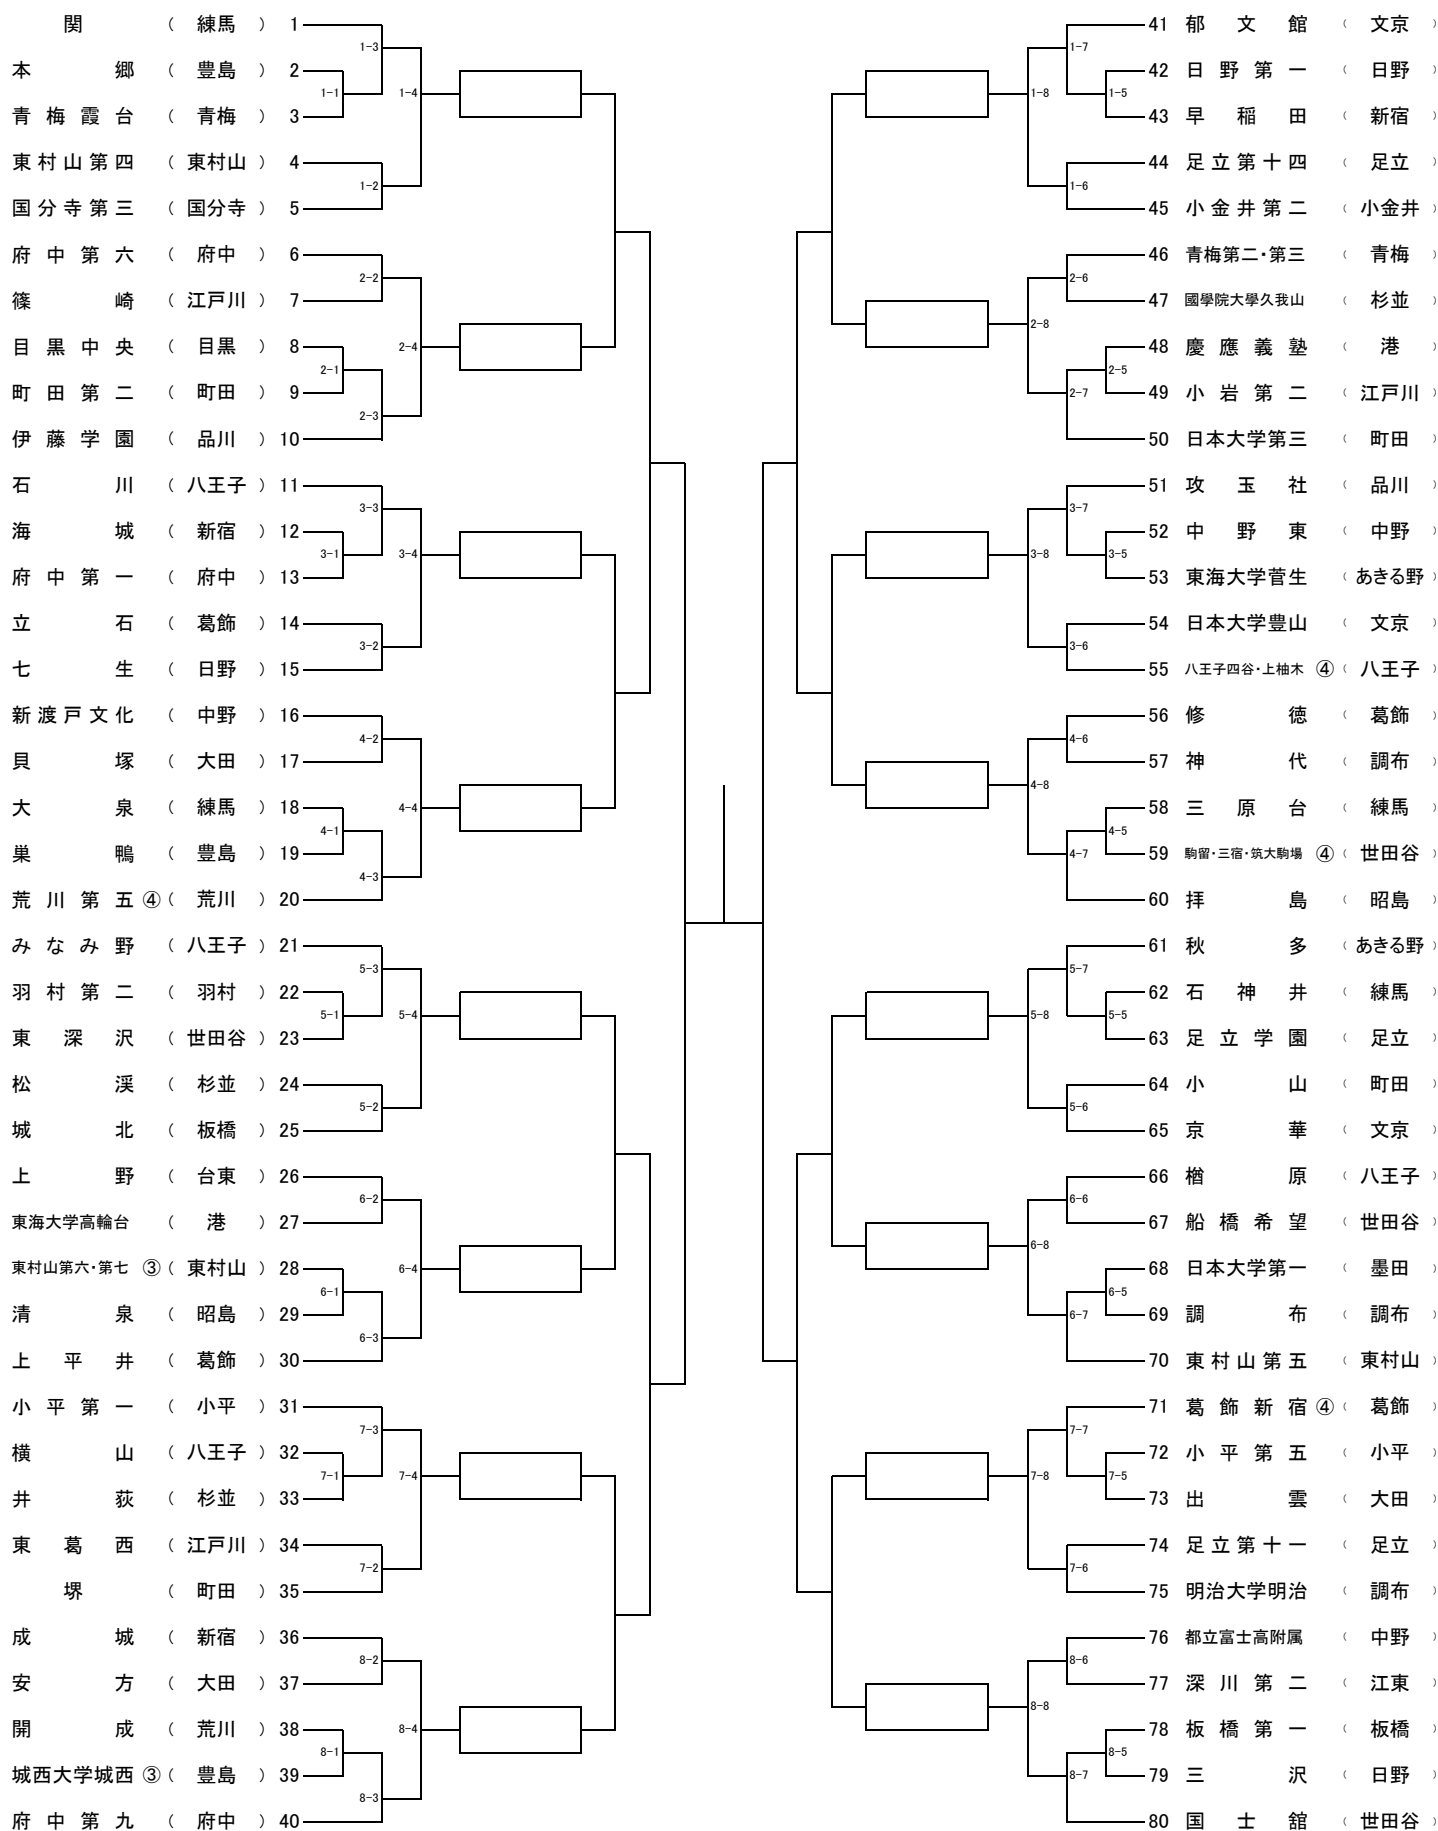 関 ( 練馬 ) 1
1-3
本郷 ( 豊島 ) 2
1-1
1-4
青梅霞台 ( 青梅 ) 3
東村山第四 ( 東村山 ) 4
1-2
国分寺第三 ( 国分寺 ) 5
府中第六 ( 府中 ) 6
2-2
篠崎 ( 江戸川 ) 7
目黒中央 ( 目黒 ) 8
2-1
2-4
町田第二 ( 町田 ) 9
2-3
伊藤学園 ( 品川 ) 10
石川 ( 八王子 ) 11
3-3
海城 ( 新宿 ) 12
3-1
3-4
府中第一 ( 府中 ) 13
立石 ( 葛飾 ) 14
3-2
七生 ( 日野 ) 15
新渡戸文化 ( 中野 ) 16
4-2
貝塚 ( 大田 ) 17
大泉 ( 練馬 ) 18
4-1
4-4
巣鴨 ( 豊島 ) 19
4-3
荒川第五 ④ ( 荒川 ) 20
みなみ野 ( 八王子 ) 21
5-3
羽村第二 ( 羽村 ) 22
5-1
5-4
東深沢 ( 世田谷 ) 23
松渓 ( 杉並 ) 24
5-2
城北 ( 板橋 ) 25
上野 ( 台東 ) 26
6-2
東海大学高輪台 ( 港 ) 27
東村山第六・第七 ③ ( 東村山 ) 28
6-1
6-4
清泉 ( 昭島 ) 29
6-3
上平井 ( 葛飾 ) 30
小平第一 ( 小平 ) 31
7-3
横山 ( 八王子 ) 32
7-1
7-4
井荻 ( 杉並 ) 33
東葛西 ( 江戸川 ) 34
7-2
堺 ( 町田 ) 35
成城 ( 新宿 ) 36
8-2
安方 ( 大田 ) 37
開成 ( 荒川 ) 38
8-1
8-4
城西大学城西 ③ ( 豊島 ) 39
8-3
府中第九 ( 府中 ) 40
41 郁文館 ( 文京 )
1-7
42 日野第一 ( 日野 )
1-8
1-5
43 早稲田 ( 新宿 )
44 足立第十四 ( 足立 )
1-6
45 小金井第二 ( 小金井 )
46 青梅第二・第三 ( 青梅 )
2-6
47 國學院大學久我山 ( 杉並 )
2-8
48 慶應義塾 ( 港 )
2-5
49 小岩第二 ( 江戸川 )
2-7
50 日本大学第三 ( 町田 )
51 攻玉社 ( 品川 )
3-7
52 中野東 ( 中野 )
3-8
3-5
53 東海大学菅生 ( あきる野 )
54 日本大学豊山 ( 文京 )
3-6
55 八王子四谷・上柚木 ④ ( 八王子 )
56 修徳 ( 葛飾 )
4-6
57 神代 ( 調布 )
4-8
58 三原台 ( 練馬 )
4-5
59 駒留・三宿・筑大駒場 ④ ( 世田谷 )
4-7
60 拝島 ( 昭島 )
61 秋多 ( あきる野 )
5-7
62 石神井 ( 練馬 )
5-8
5-5
63 足立学園 ( 足立 )
64 小山 ( 町田 )
5-6
65 京華 ( 文京 )
66 楢原 ( 八王子 )
6-6
67 船橋希望 ( 世田谷 )
6-8
68 日本大学第一 ( 墨田 )
6-5
69 調布 ( 調布 )
6-7
70 東村山第五 ( 東村山 )
71 葛飾新宿 ④ ( 葛飾 )
7-7
72 小平第五 ( 小平 )
7-8
7-5
73 出雲 ( 大田 )
74 足立第十一 ( 足立 )
7-6
75 明治大学明治 ( 調布 )
76 都立富士高附属 ( 中野 )
8-6
77 深川第二 ( 江東 )
8-8
78 板橋第一 ( 板橋 )
8-5
79 三沢 ( 日野 )
8-7
80 国士舘 ( 世田谷 )